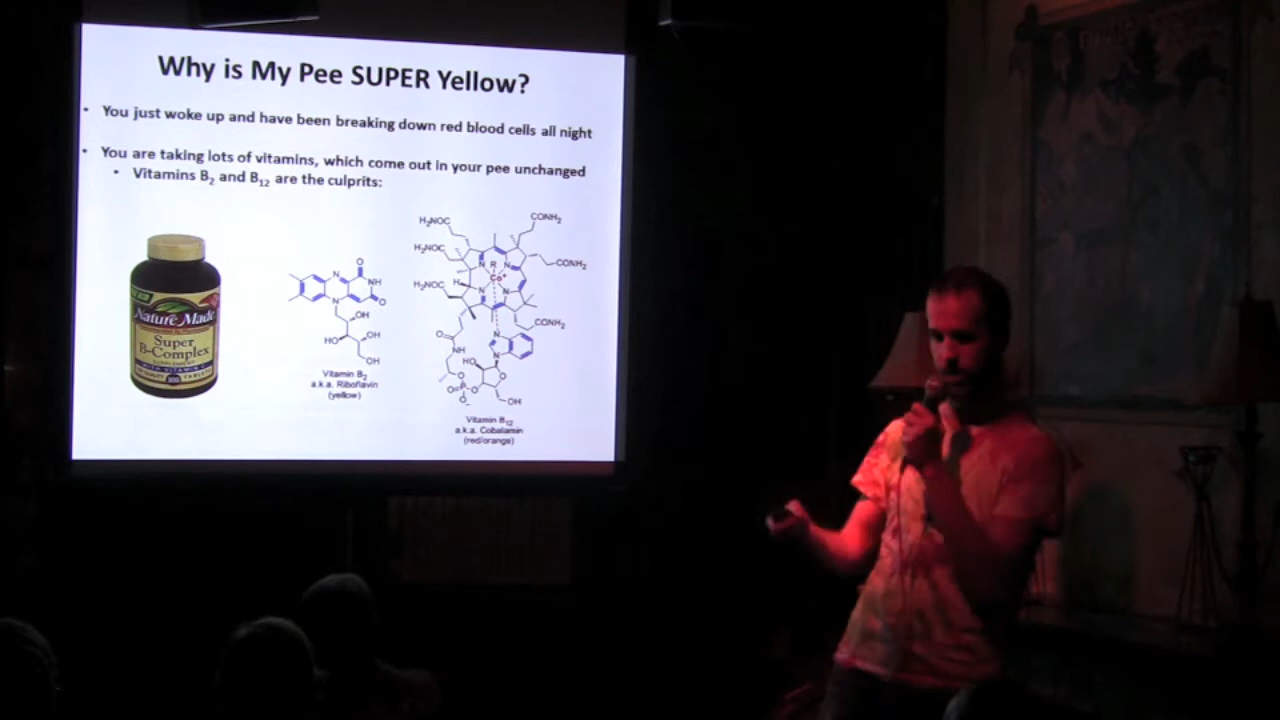 Why is My Pee SUPER Yellow?
• You just woke up and have been breaking down red blood cells all night
• You are taking lots of vitamins, which come out in your pee unchanged
• Vitamins B₂ and B₁₂ are the culprits:
Nature Made
Super
B-Complex
H₂NOC
CONH₂
H₂NOC
CONH₂
H₂NOC
H
N
R
N
Co⁺
N
N
CONH₂
O
NH
N
N
HO
O
O
O
P
O
O⁻
OH
N
O
NH
N
O
N
OH
HO
OH
OH
Vitamin B₂
a.k.a. Riboflavin
(yellow)
Vitamin B₁₂
a.k.a. Cobalamin
(red/orange)